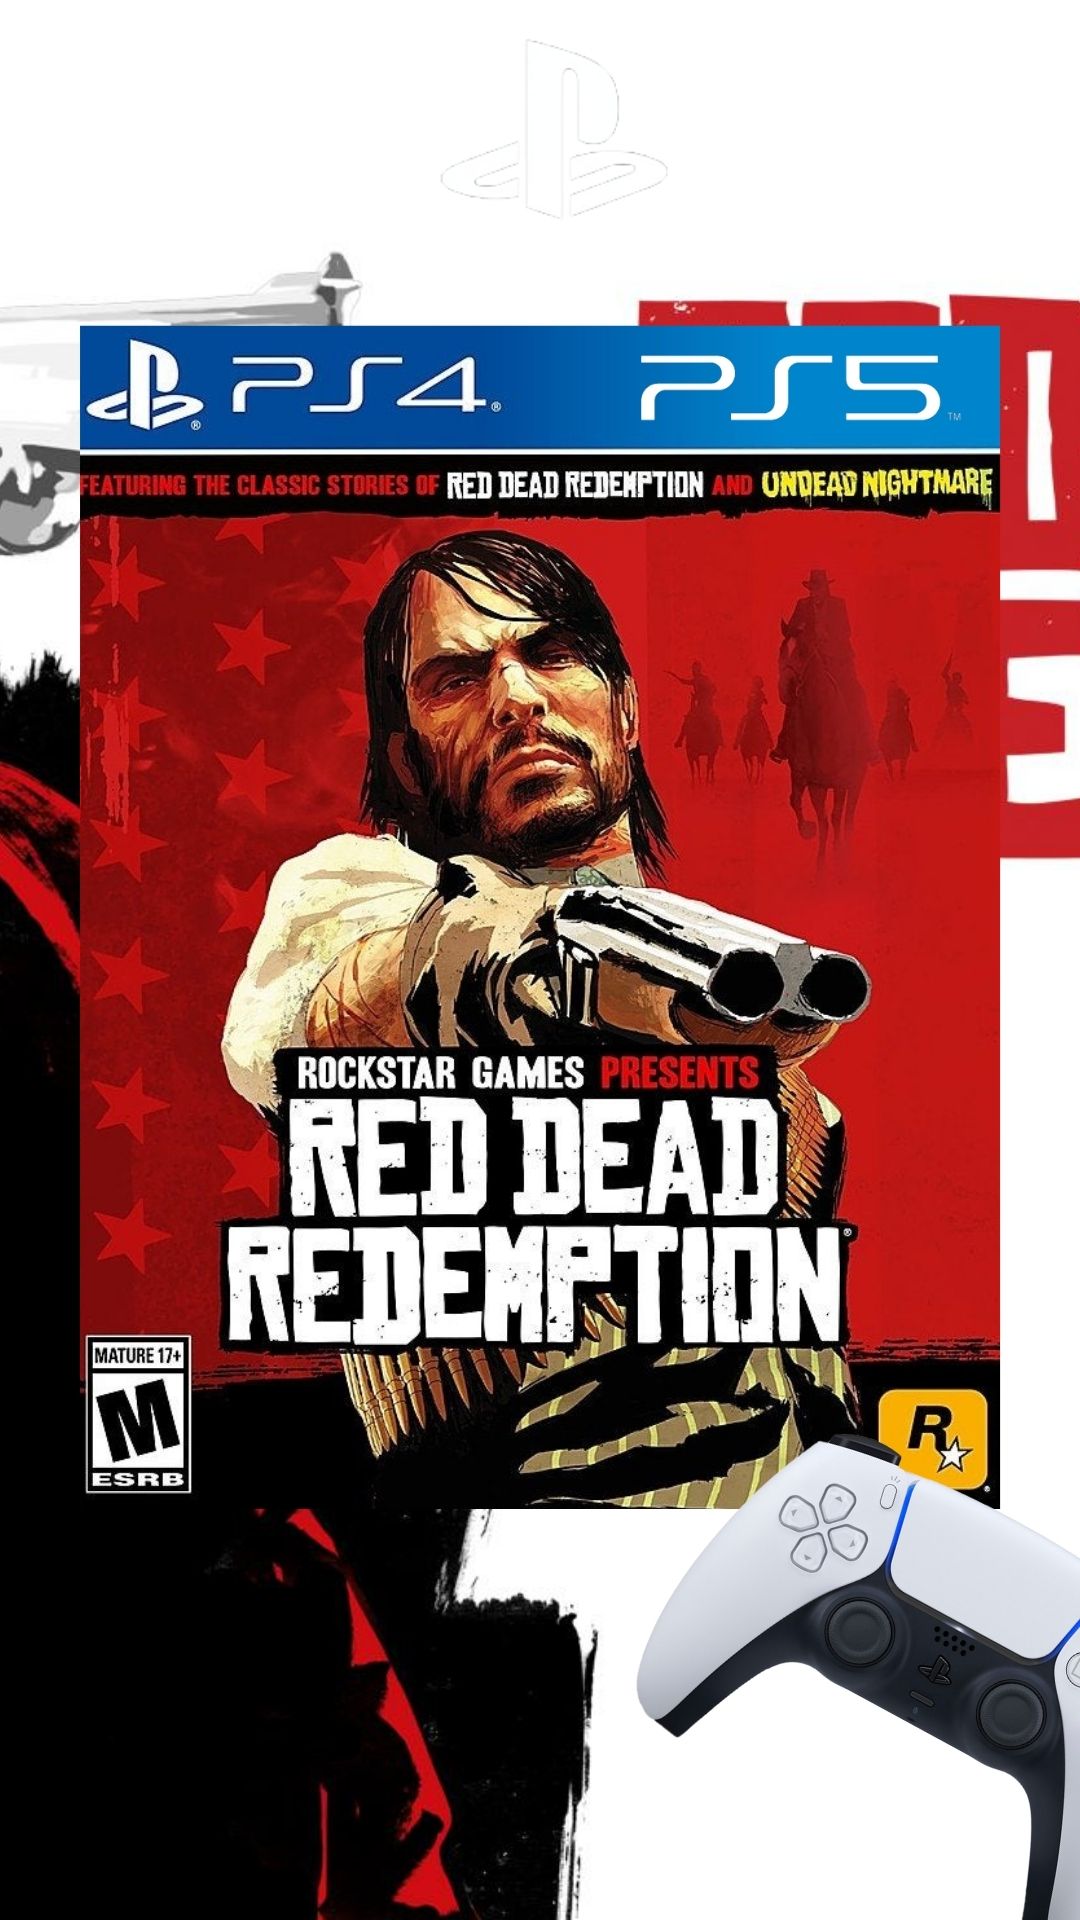 PS4® PS5™
FEATURING THE CLASSIC STORIES OF RED DEAD REDEMPTION AND UNDEAD NIGHTMARE
ROCKSTAR GAMES PRESENTS
RED DEAD
REDEMPTION®
MATURE 17+
M
ESRB
R